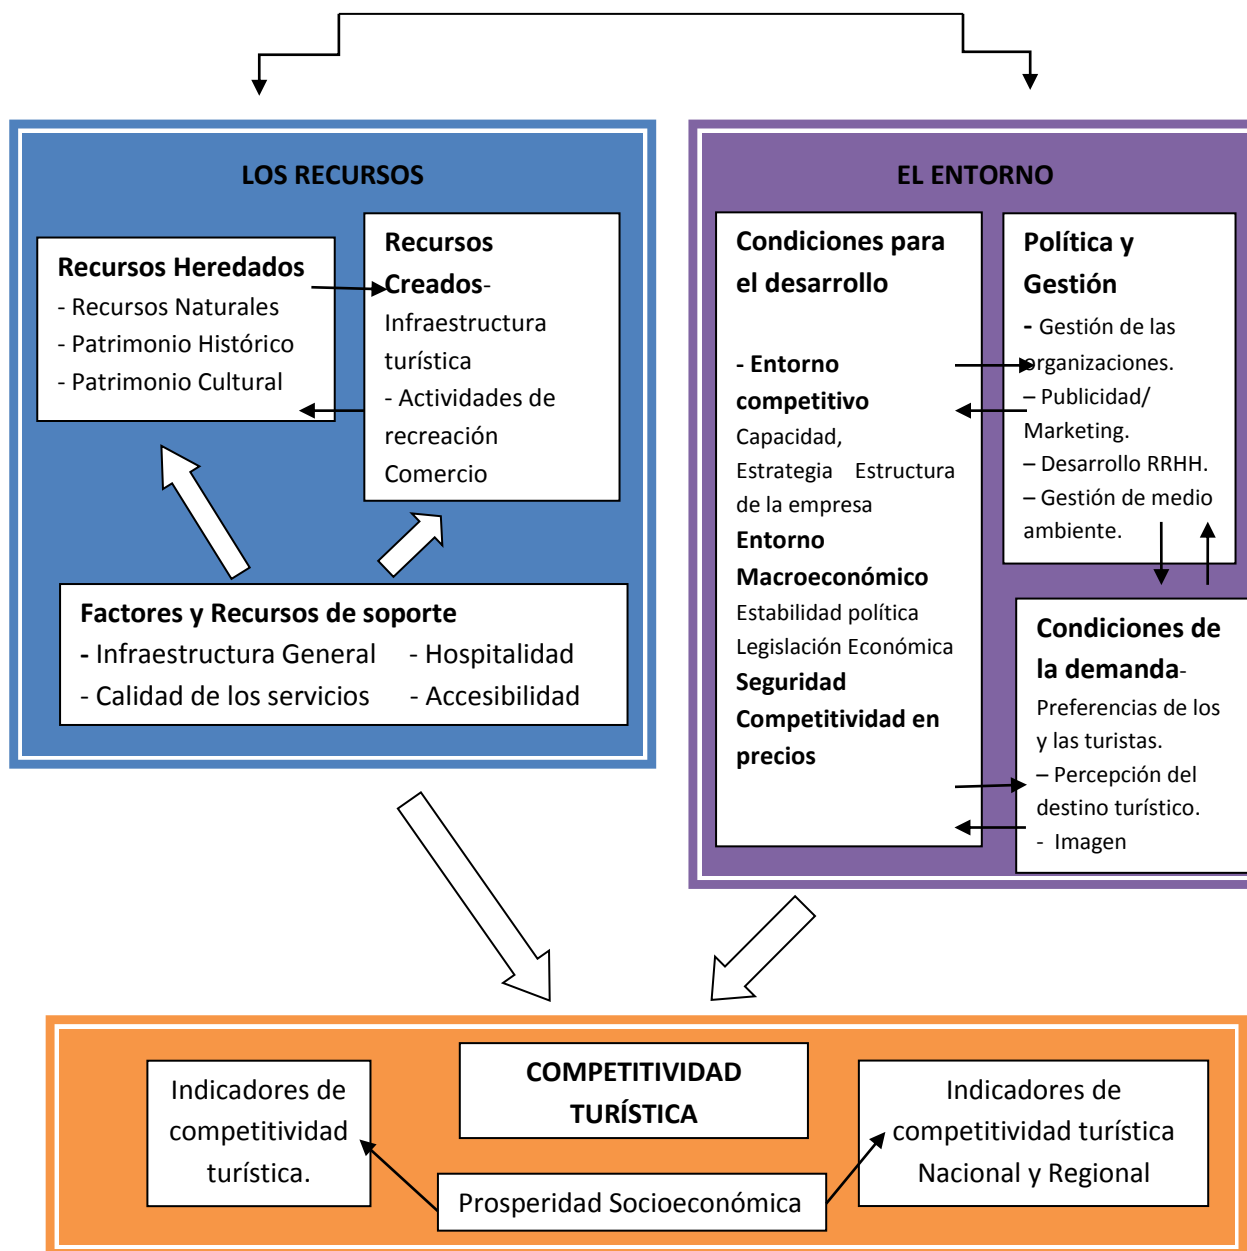 LOS RECURSOS
Recursos Heredados
- Recursos Naturales
- Patrimonio Histórico
- Patrimonio Cultural
Recursos
Creados-
Infraestructura
turística
- Actividades de
recreación
Comercio
Factores y Recursos de soporte
- Infraestructura General - Hospitalidad
- Calidad de los servicios - Accesibilidad
EL ENTORNO
Condiciones para
el desarrollo
- Entorno
competitivo
Capacidad,
Estrategia Estructura
de la empresa
Entorno
Macroeconómico
Estabilidad política
Legislación Económica
Seguridad
Competitividad en
precios
Política y
Gestión
- Gestión de las
organizaciones.
– Publicidad/
Marketing.
– Desarrollo RRHH.
– Gestión de medio
ambiente.
Condiciones de
la demanda-
Preferencias de los
y las turistas.
– Percepción del
destino turístico.
- Imagen
COMPETITIVIDAD
TURÍSTICA
Indicadores de
competitividad
turística.
Indicadores de
competitividad turística
Nacional y Regional
Prosperidad Socioeconómica